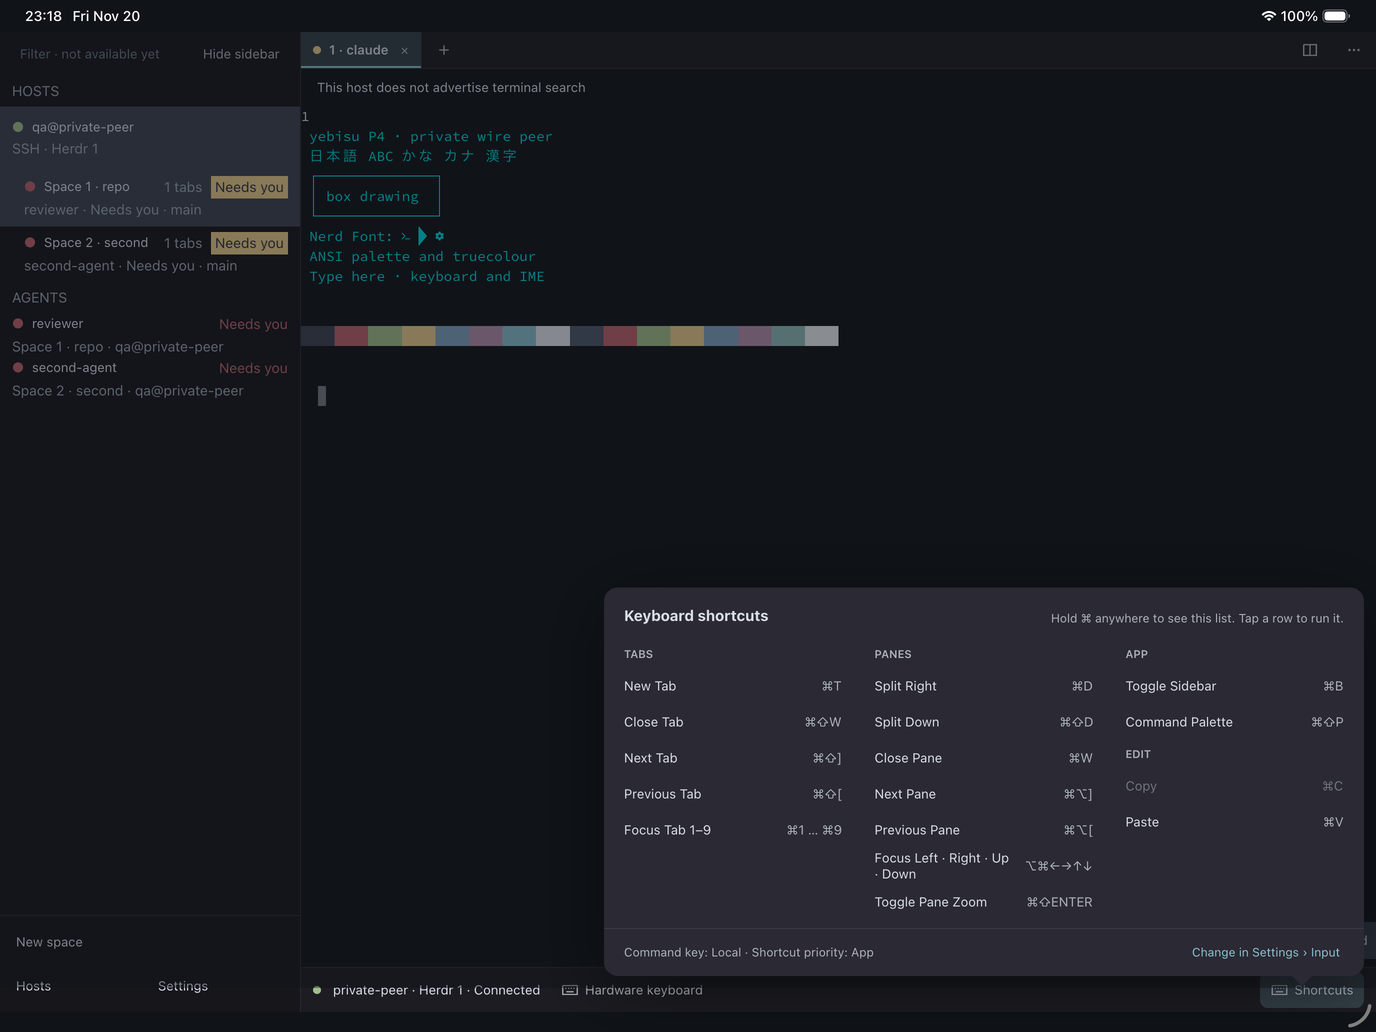 23:18 Fri Nov 20
100%
Filter · not available yet
Hide sidebar
HOSTS
qa@private-peer
SSH · Herdr 1
Space 1 · repo 1 tabs Needs you
reviewer · Needs you · main
Space 2 · second 1 tabs Needs you
second-agent · Needs you · main
AGENTS
reviewer Needs you
Space 1 · repo · qa@private-peer
second-agent Needs you
Space 2 · second · qa@private-peer
New space
Hosts Settings
1 · claude × +
This host does not advertise terminal search
1
yebisu P4 · private wire peer
日本語 ABC かな カナ 漢字
box drawing
Nerd Font:
ANSI palette and truecolour
Type here · keyboard and IME
Keyboard shortcuts
Hold ⌘ anywhere to see this list. Tap a row to run it.
TABS
New Tab ⌘T
Close Tab ⌘⇧W
Next Tab ⌘⇧]
Previous Tab ⌘⇧[
Focus Tab 1–9 ⌘1 … ⌘9
PANES
Split Right ⌘D
Split Down ⌘⇧D
Close Pane ⌘W
Next Pane ⌘⌥]
Previous Pane ⌘⌥[
Focus Left · Right · Up
· Down ⌥⌘←→↑↓
Toggle Pane Zoom ⌘⇧ENTER
APP
Toggle Sidebar ⌘B
Command Palette ⌘⇧P
EDIT
Copy ⌘C
Paste ⌘V
Command key: Local · Shortcut priority: App
Change in Settings › Input
private-peer · Herdr 1 · Connected
Hardware keyboard
Shortcuts